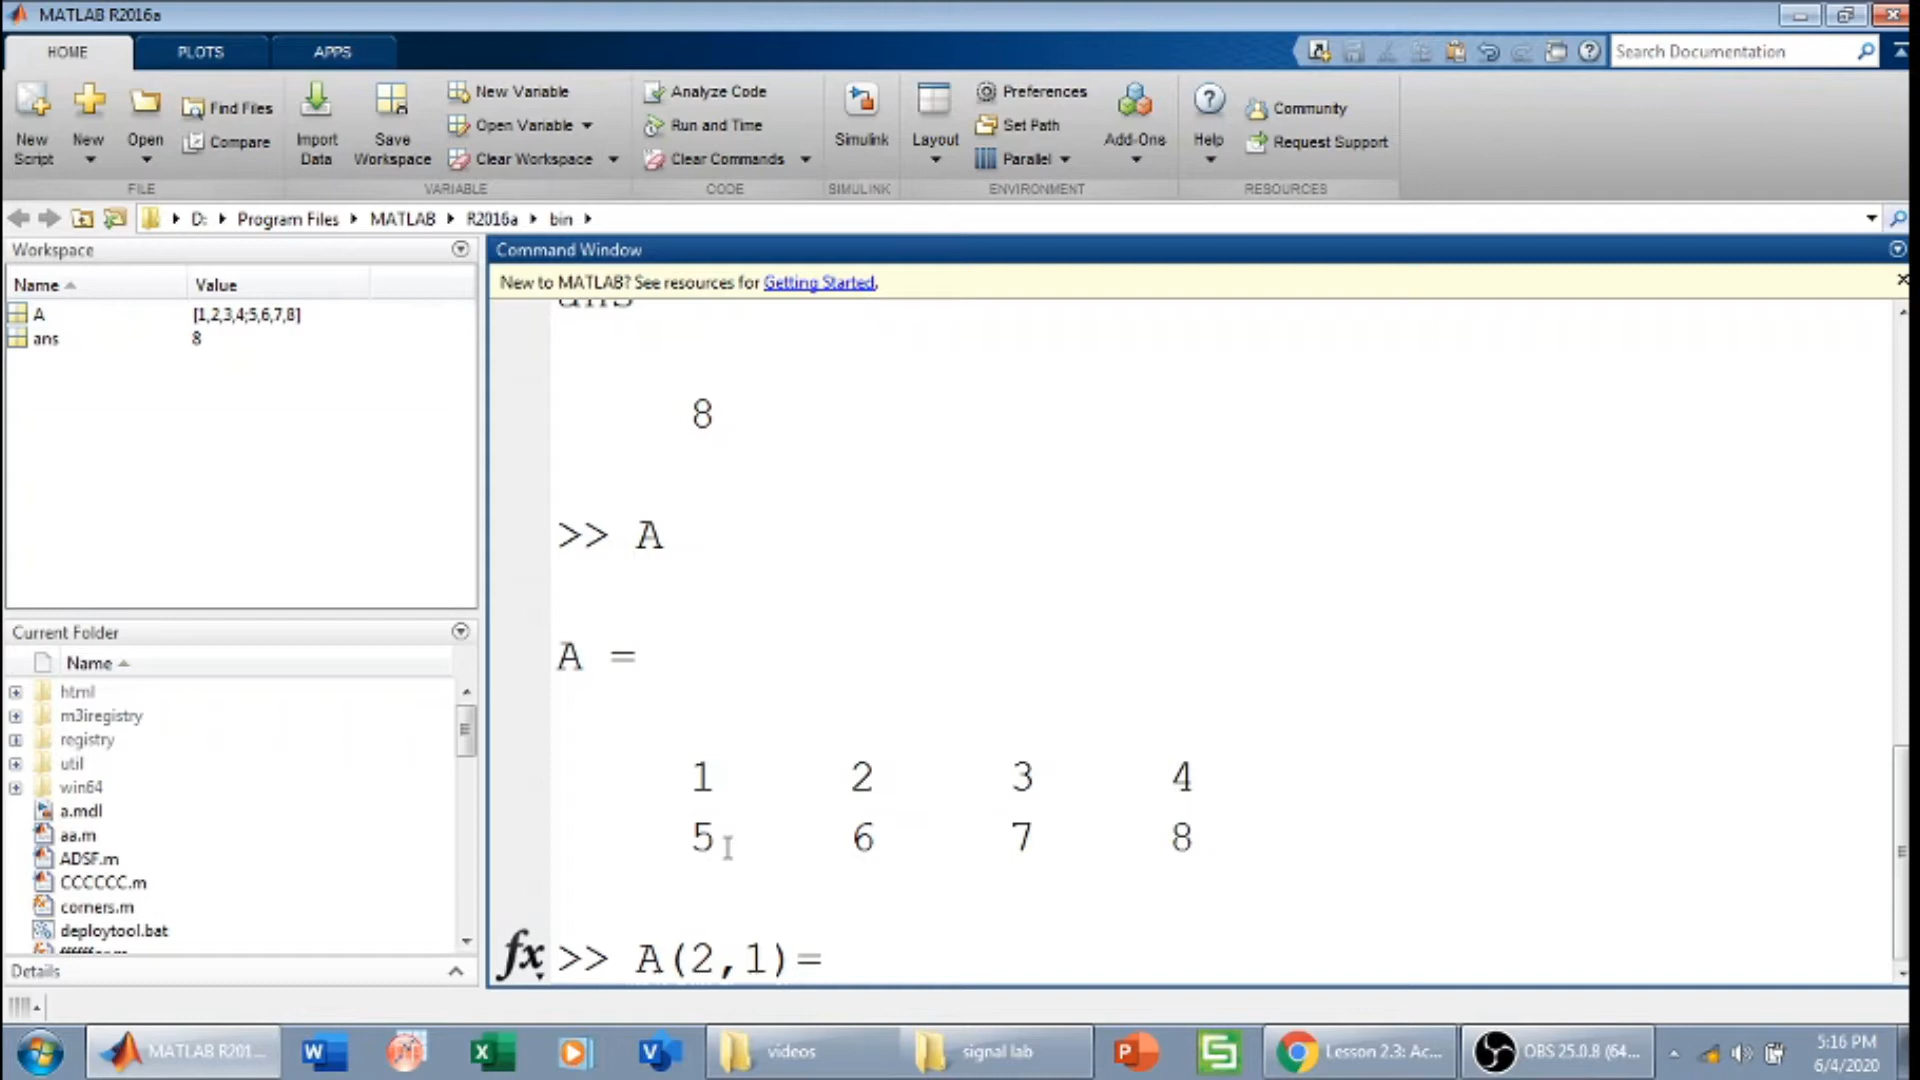 MATLAB R2016a
HOME PLOTS APPS
Search Documentation
New Script
New
Open
Find Files
Compare
Import Data
Save Workspace
New Variable
Open Variable
Clear Workspace
Analyze Code
Run and Time
Clear Commands
Simulink
Layout
Preferences
Set Path
Parallel
Add-Ons
Help
Community
Request Support
FILE VARIABLE CODE SIMULINK ENVIRONMENT RESOURCES
D: Program Files MATLAB R2016a bin
Workspace
Name Value
A [1,2,3,4;5,6,7,8]
ans 8
Current Folder
Name
html
m3iregistry
registry
util
win64
a.mdl
aa.m
ADSF.m
CCCCCC.m
corners.m
deploytool.bat
Details
Command Window
New to MATLAB? See resources for Getting Started.
ans
8
>> A
A =
1 2 3 4
5 6 7 8
fx >> A(2,1)=
MATLAB R201...
videos
signal lab
Lesson 2.3: Ac...
OBS 25.0.8 (64...
5:16 PM
6/4/2020